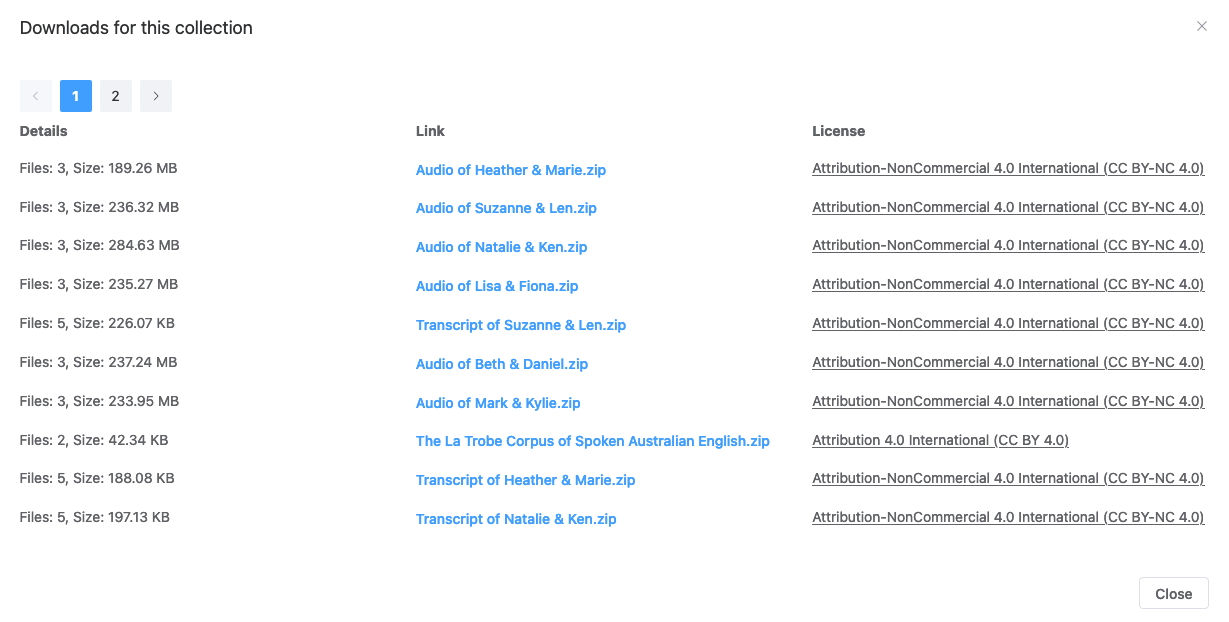 Downloads for this collection
1 2
Details Link License
Files: 3, Size: 189.26 MB Audio of Heather & Marie.zip Attribution-NonCommercial 4.0 International (CC BY-NC 4.0)
Files: 3, Size: 236.32 MB Audio of Suzanne & Len.zip Attribution-NonCommercial 4.0 International (CC BY-NC 4.0)
Files: 3, Size: 284.63 MB Audio of Natalie & Ken.zip Attribution-NonCommercial 4.0 International (CC BY-NC 4.0)
Files: 3, Size: 235.27 MB Audio of Lisa & Fiona.zip Attribution-NonCommercial 4.0 International (CC BY-NC 4.0)
Files: 5, Size: 226.07 KB Transcript of Suzanne & Len.zip Attribution-NonCommercial 4.0 International (CC BY-NC 4.0)
Files: 3, Size: 237.24 MB Audio of Beth & Daniel.zip Attribution-NonCommercial 4.0 International (CC BY-NC 4.0)
Files: 3, Size: 233.95 MB Audio of Mark & Kylie.zip Attribution-NonCommercial 4.0 International (CC BY-NC 4.0)
Files: 2, Size: 42.34 KB The La Trobe Corpus of Spoken Australian English.zip Attribution 4.0 International (CC BY 4.0)
Files: 5, Size: 188.08 KB Transcript of Heather & Marie.zip Attribution-NonCommercial 4.0 International (CC BY-NC 4.0)
Files: 5, Size: 197.13 KB Transcript of Natalie & Ken.zip Attribution-NonCommercial 4.0 International (CC BY-NC 4.0)
Close